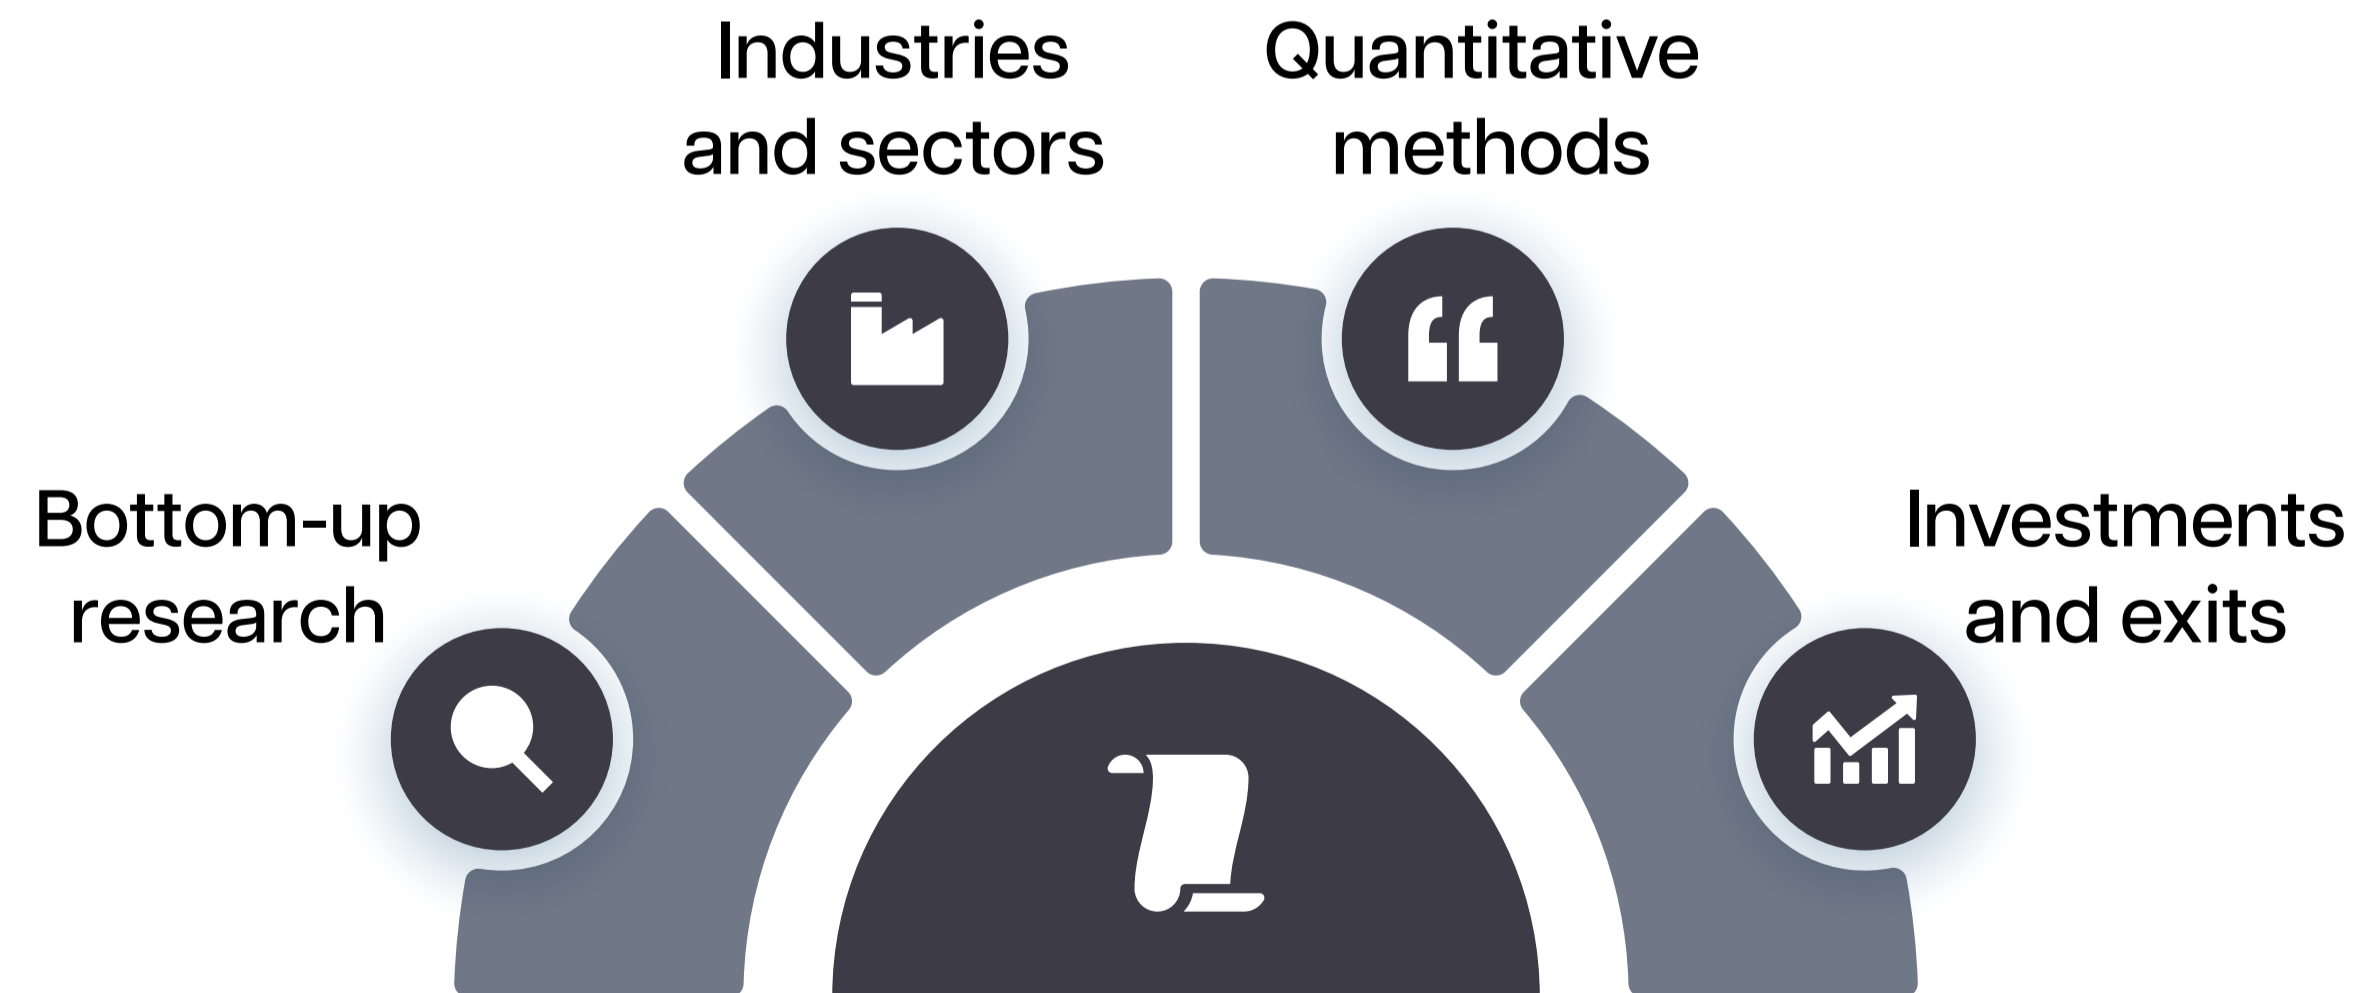 Industries
and sectors
Quantitative
methods
Bottom-up
research
Investments
and exits